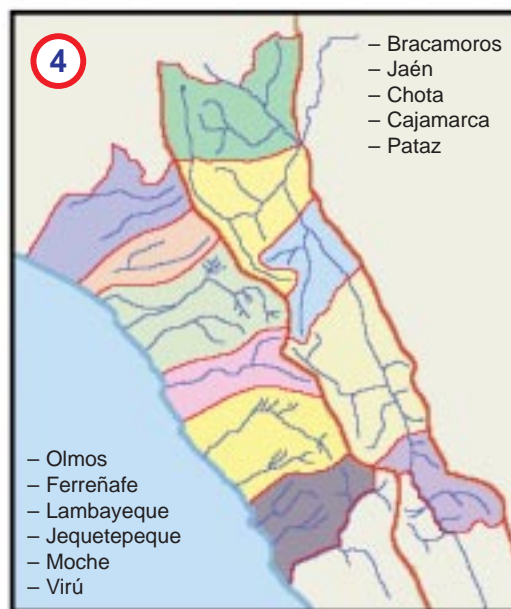 4
– Bracamoros
– Jaén
– Chota
– Cajamarca
– Pataz
– Olmos
– Ferreñafe
– Lambayeque
– Jequetepeque
– Moche
– Virú